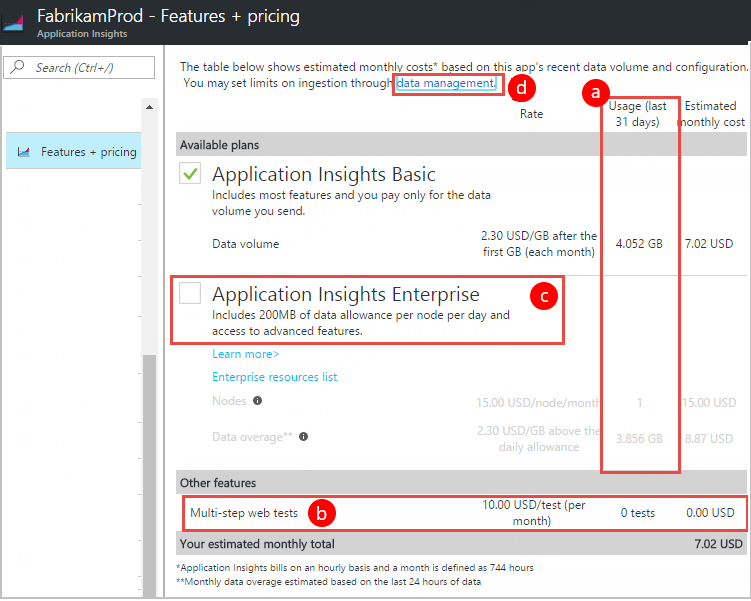 FabrikamProd - Features + pricing
Application Insights
Search (Ctrl+/)
Features + pricing
The table below shows estimated monthly costs* based on this app's recent data volume and configuration.
You may set limits on ingestion through data management.
d
a
Rate
Usage (last
31 days)
Estimated
monthly cost
Available plans
Application Insights Basic
Includes most features and you pay only for the data
volume you send.
Data volume
2.30 USD/GB after the
first GB (each month)
4.052 GB
7.02 USD
Application Insights Enterprise
c
Includes 200MB of data allowance per node per day and
access to advanced features.
Learn more>
Enterprise resources list
Nodes
15.00 USD/node/month
1
15.00 USD
Data overage**
2.30 USD/GB above the
daily allowance
3.856 GB
8.87 USD
Other features
Multi-step web tests
b
10.00 USD/test (per
month)
0 tests
0.00 USD
Your estimated monthly total
7.02 USD
*Application Insights bills on an hourly basis and a month is defined as 744 hours
**Monthly data overage estimated based on the last 24 hours of data